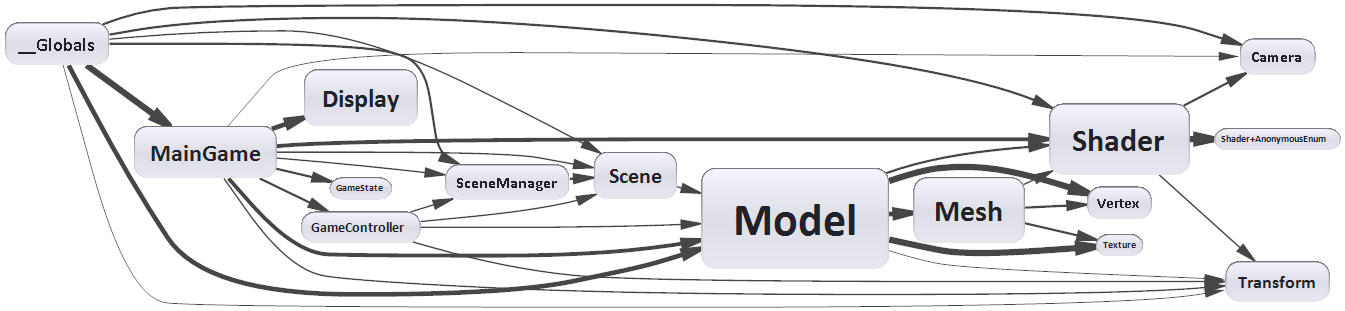 __Globals
Camera
Display
Shader
Shader+AnonymousEnum
MainGame
GameState
SceneManager
Scene
GameController
Model
Mesh
Vertex
Texture
Transform